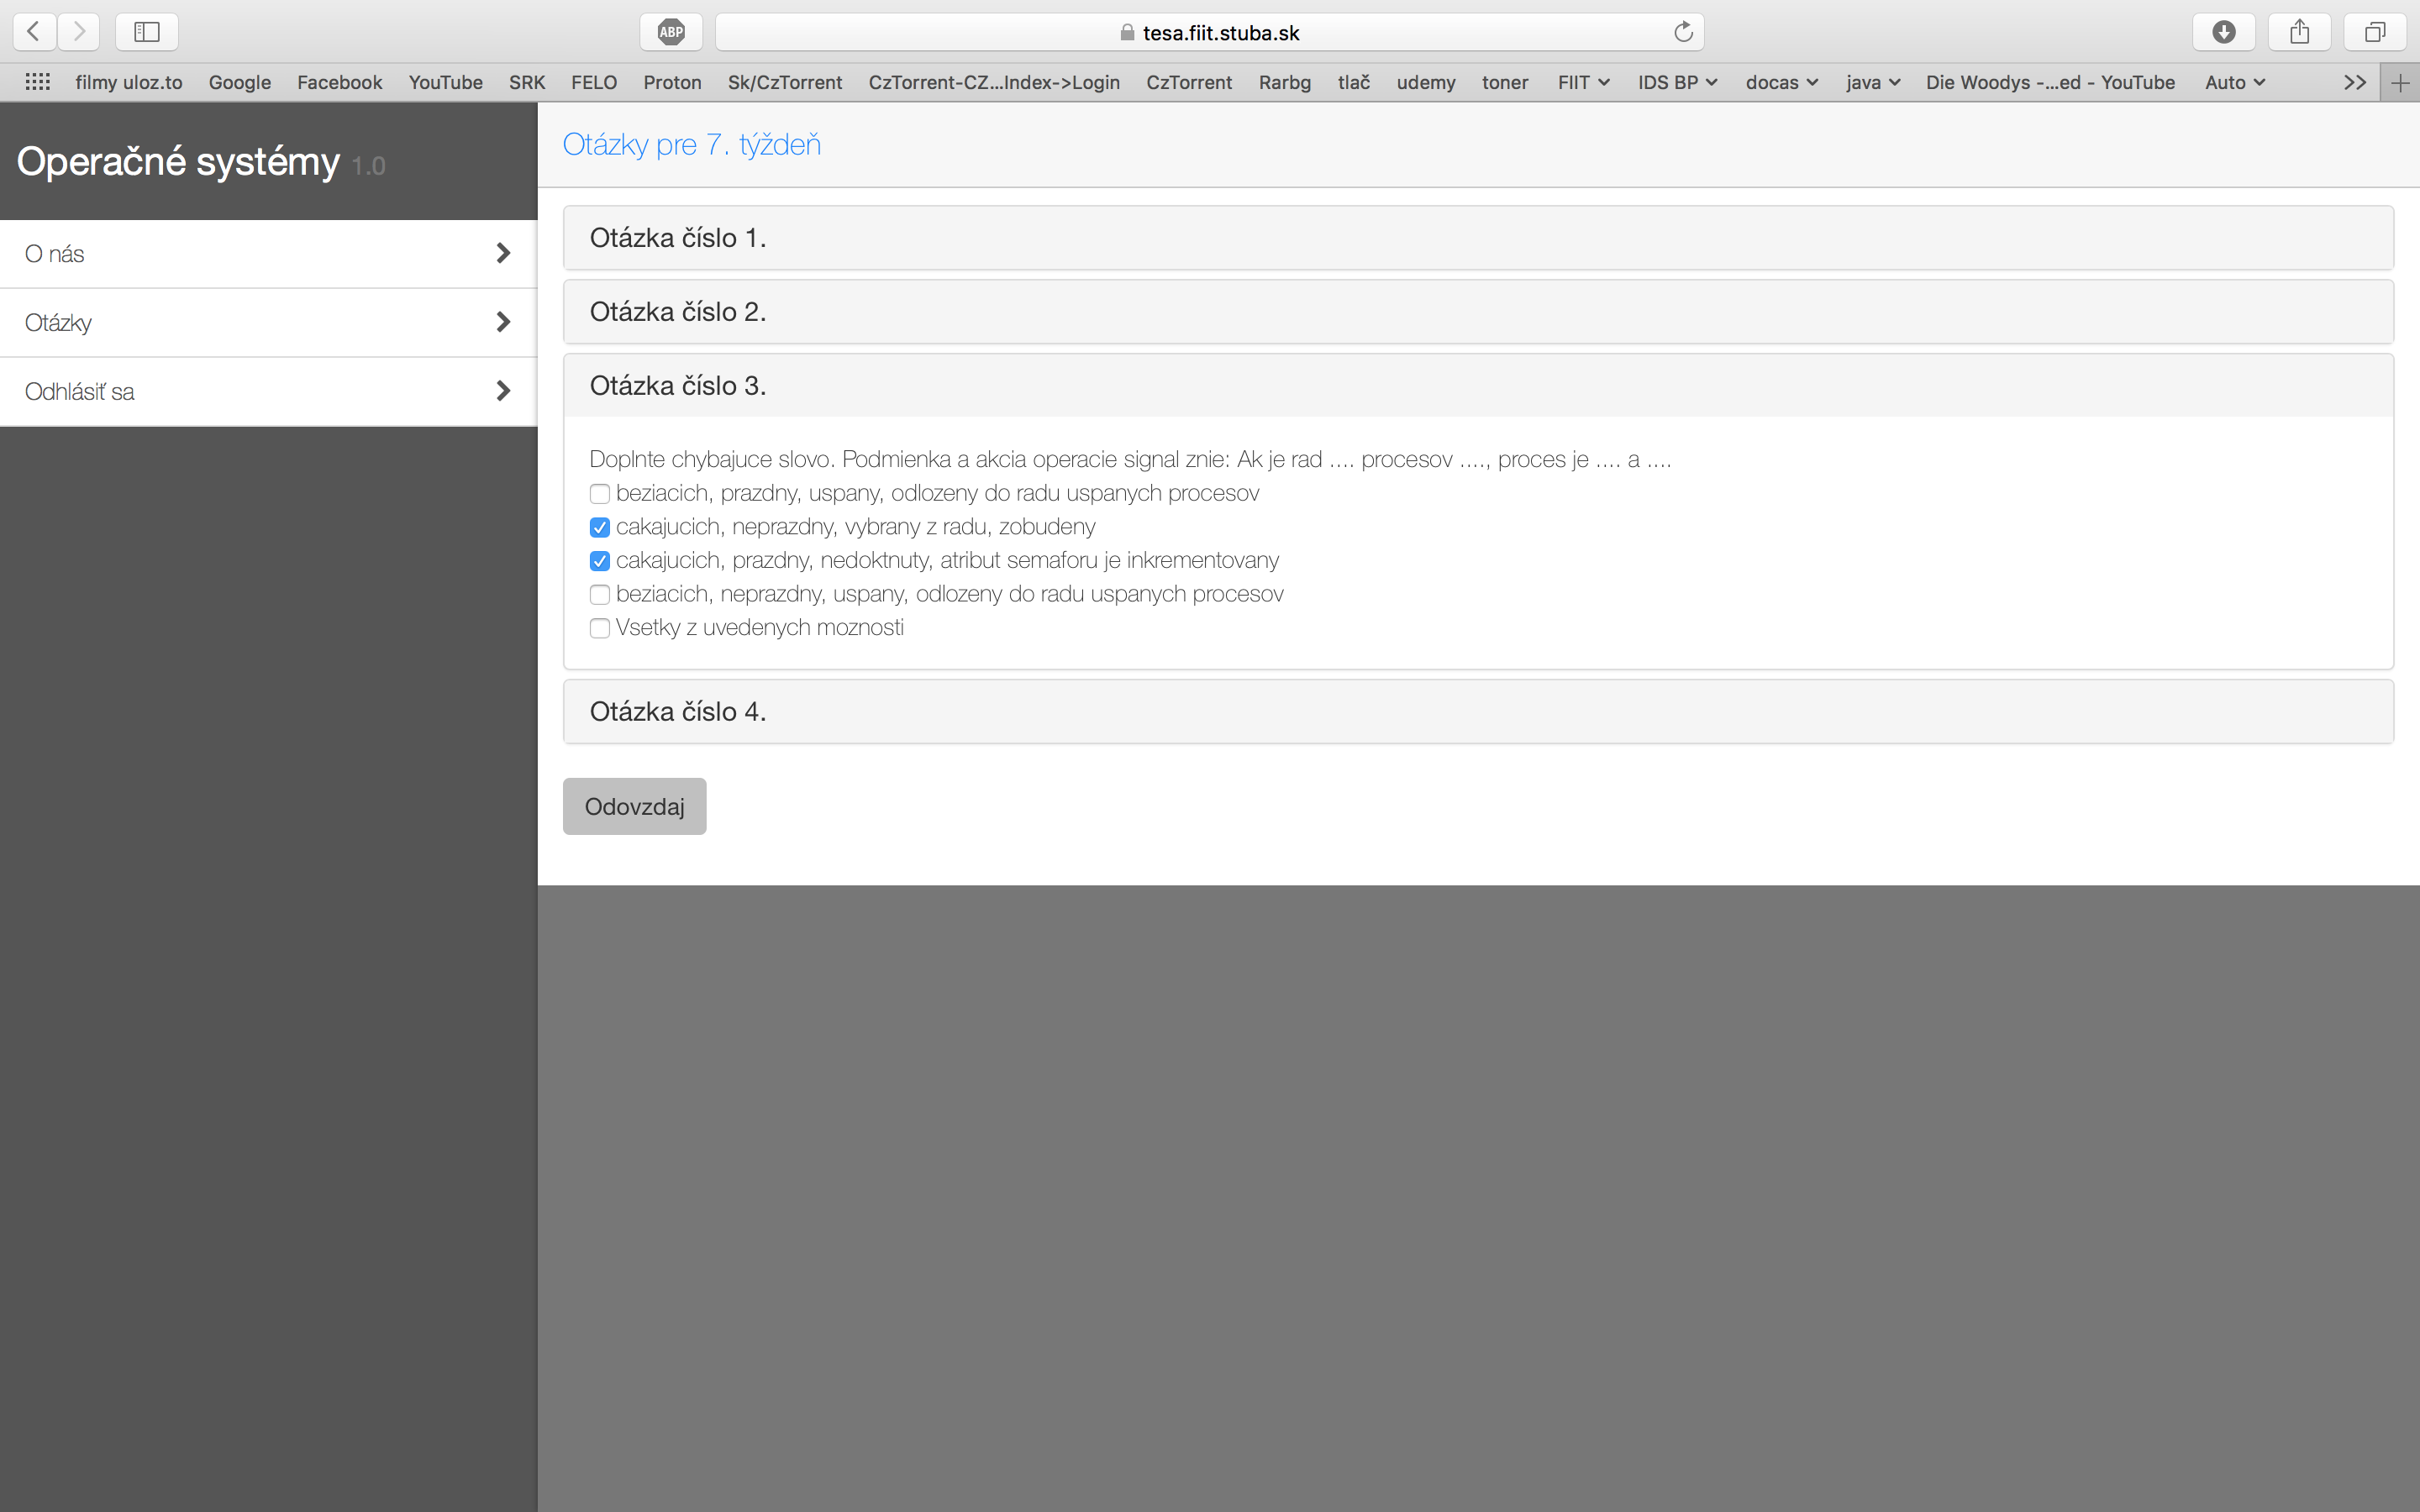 ABP
tesa.fiit.stuba.sk
filmy uloz.to Google Facebook YouTube SRK FELO Proton Sk/CzTorrent CzTorrent-CZ...Index->Login CzTorrent Rarbg tlač udemy toner FIIT IDS BP docas java Die Woodys -...ed - YouTube Auto
Operačné systémy 1.0
O nás
Otázky
Odhlásiť sa
Otázky pre 7. týždeň
Otázka číslo 1.
Otázka číslo 2.
Otázka číslo 3.
Doplnte chybajuce slovo. Podmienka a akcia operacie signal znie: Ak je rad .... procesov ...., proces je .... a ....
beziacich, prazdny, uspany, odlozeny do radu uspanych procesov
cakajucich, neprazdny, vybrany z radu, zobudeny
cakajucich, prazdny, nedoktnuty, atribut semaforu je inkrementovany
beziacich, neprazdny, uspany, odlozeny do radu uspanych procesov
Vsetky z uvedenych moznosti
Otázka číslo 4.
Odovzdaj